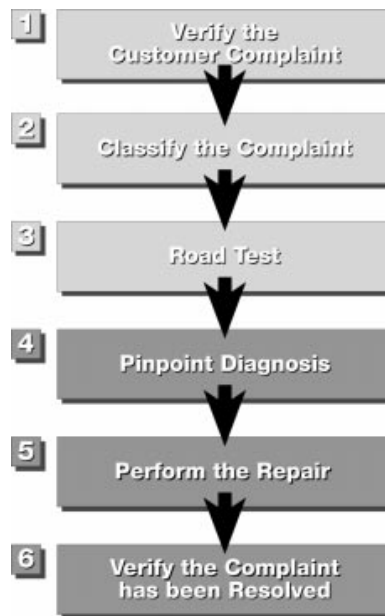 1
Verify the
Customer Complaint
2
Classify the Complaint
3
Road Test
4
Pinpoint Diagnosis
5
Perform the Repair
6
Verify the Complaint
has been Resolved